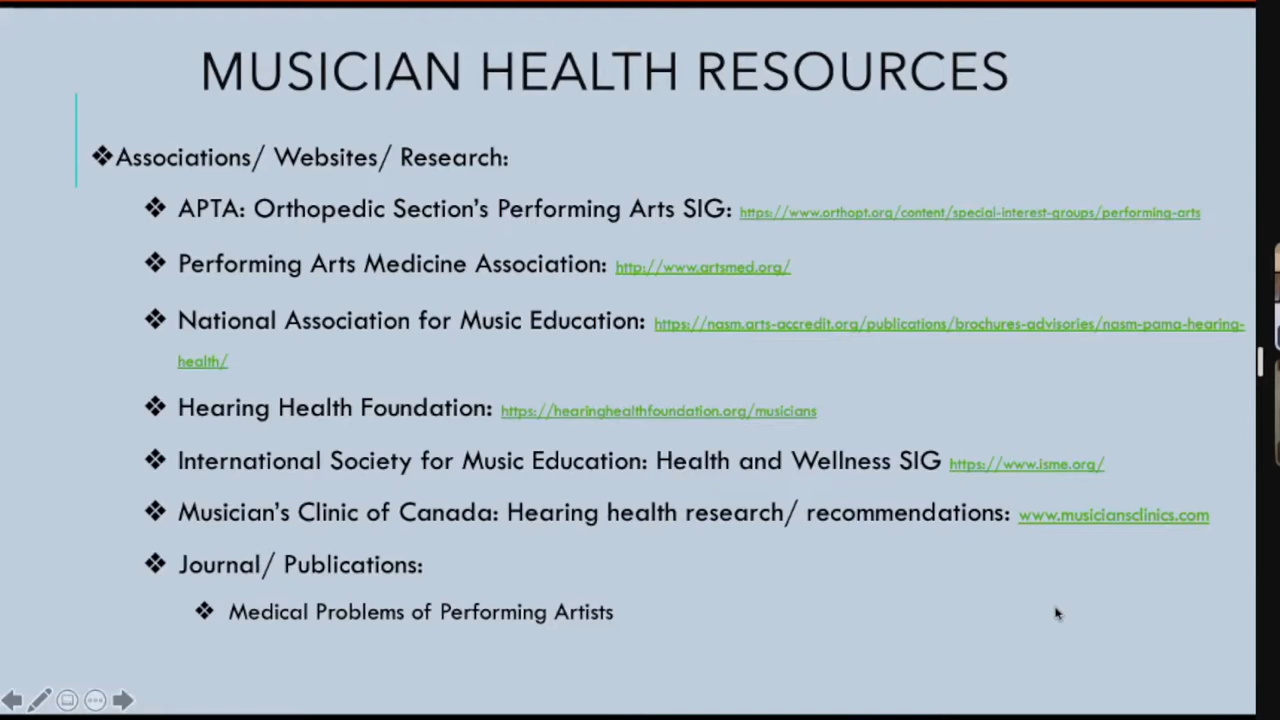 MUSICIAN HEALTH RESOURCES
❖Associations/ Websites/ Research:
❖ APTA: Orthopedic Section's Performing Arts SIG: https://www.orthopt.org/content/special-interest-groups/performing-arts
❖ Performing Arts Medicine Association: http://www.artsmed.org/
❖ National Association for Music Education: https://nasm.arts-accredit.org/publications/brochures-advisories/nasm-pama-hearing-
health/
❖ Hearing Health Foundation: https://hearinghealthfoundation.org/musicians
❖ International Society for Music Education: Health and Wellness SIG https://www.isme.org/
❖ Musician's Clinic of Canada: Hearing health research/ recommendations: www.musiciansclinics.com
❖ Journal/ Publications:
❖ Medical Problems of Performing Artists